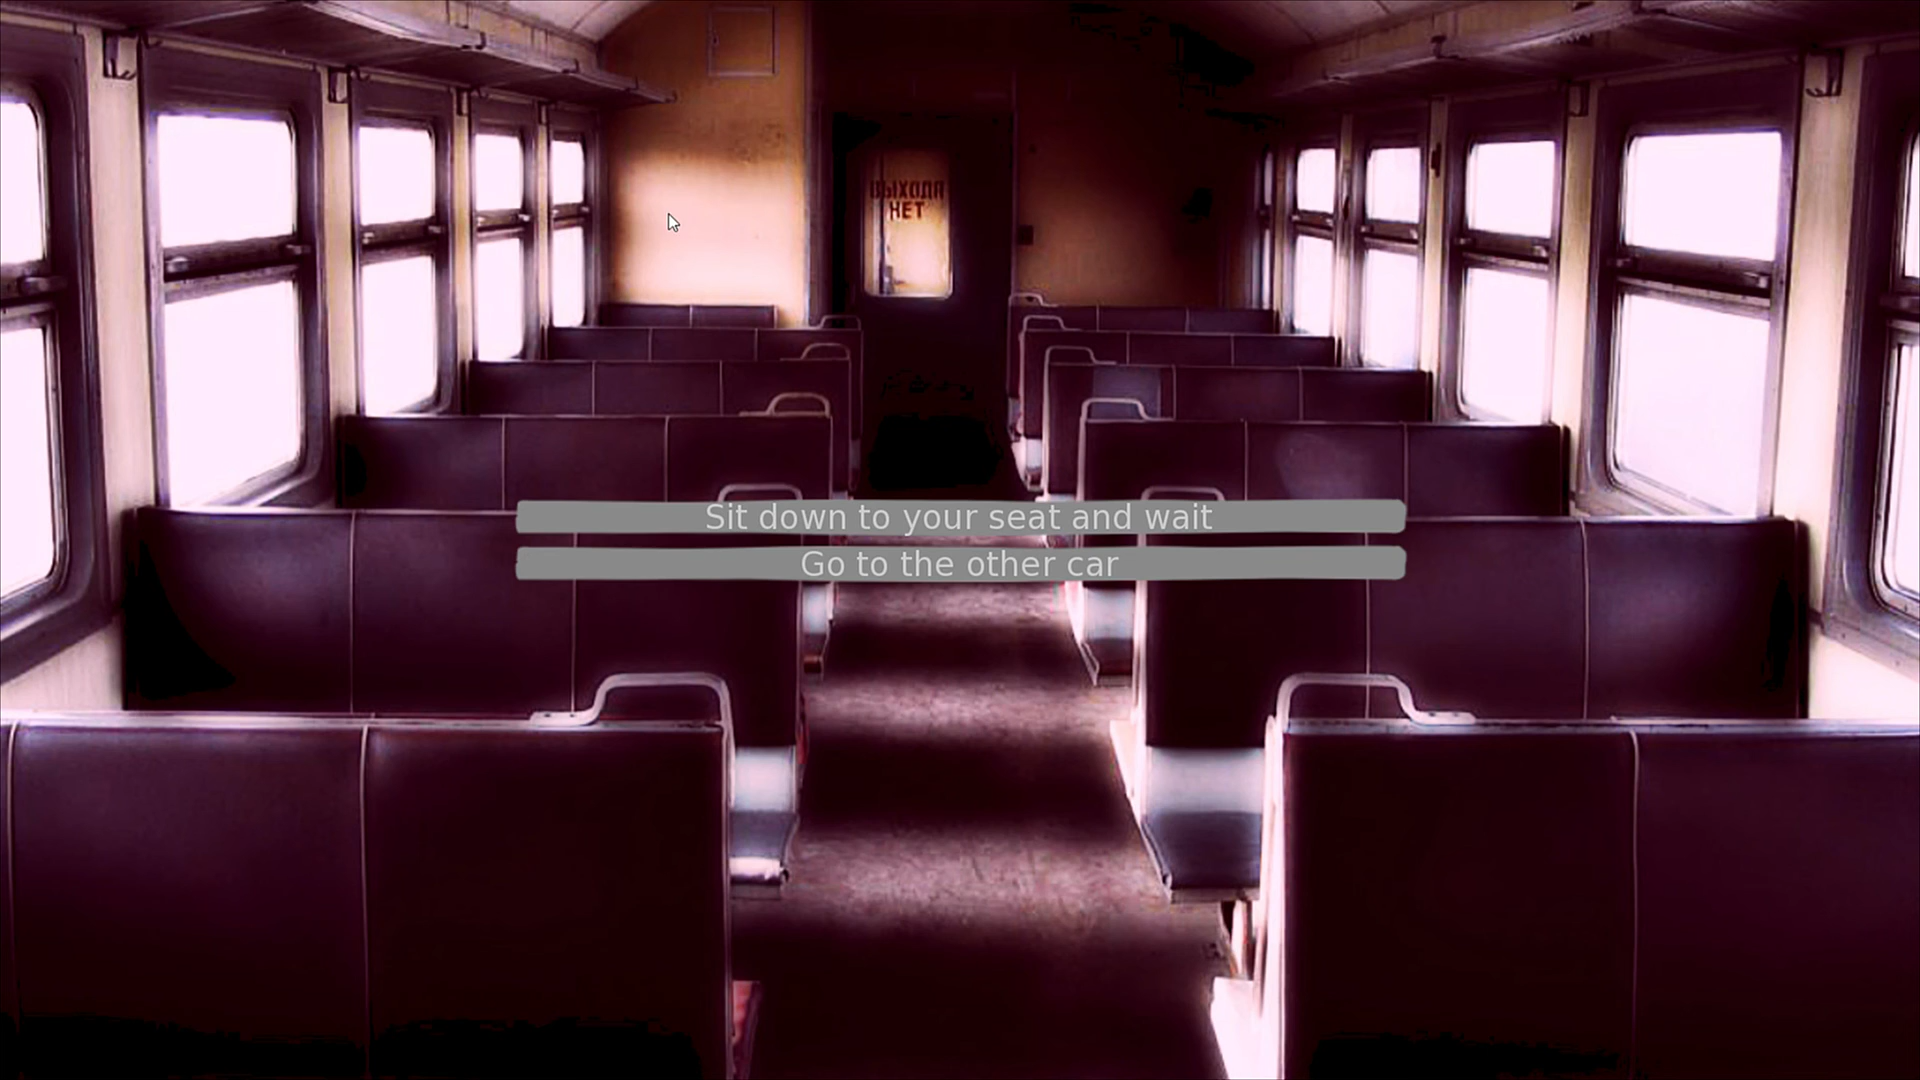 ВЫХОДА
НЕТ
Sit down to your seat and wait
Go to the other car